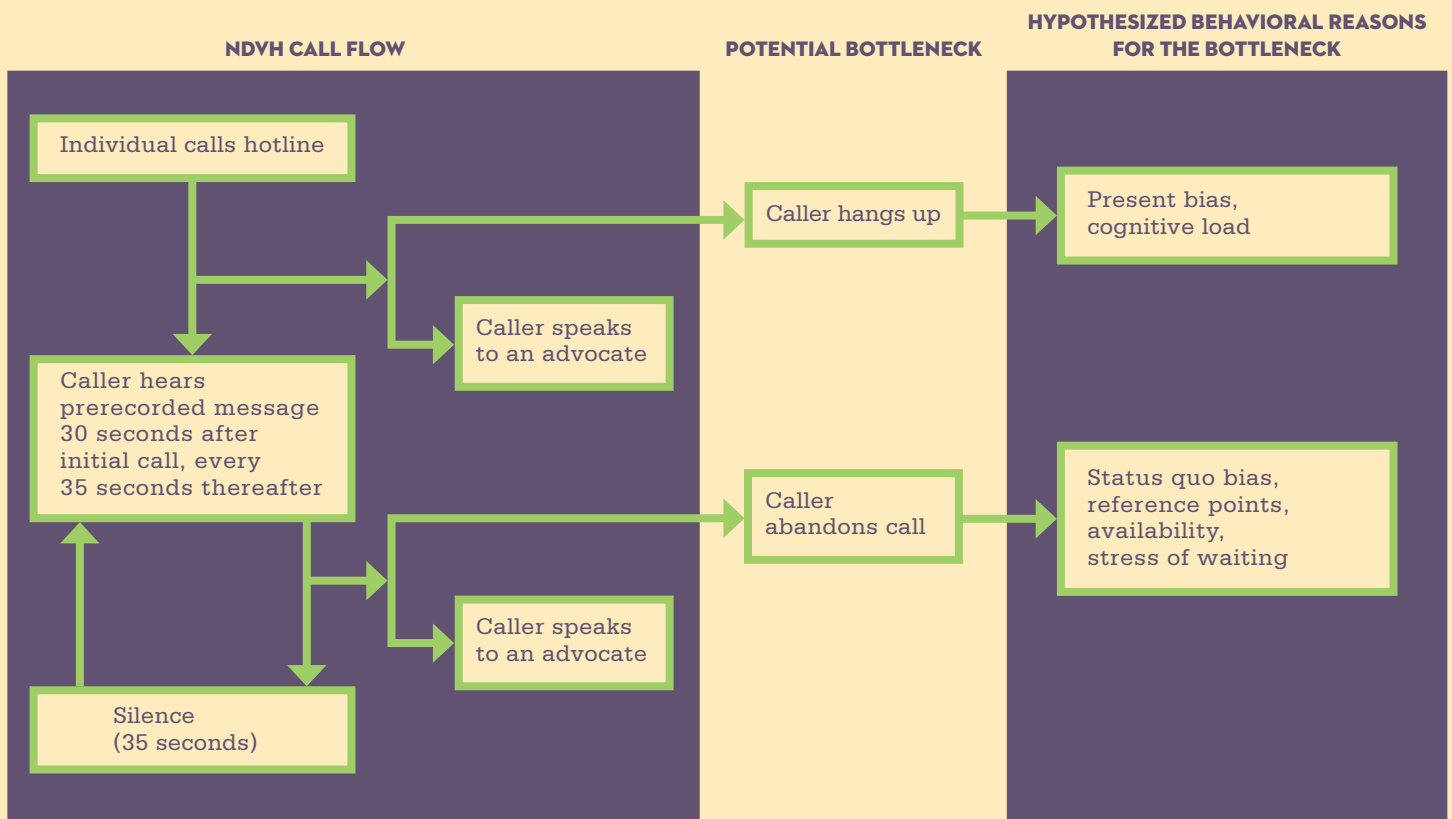 NDVH CALL FLOW
POTENTIAL BOTTLENECK
HYPOTHESIZED BEHAVIORAL REASONS
FOR THE BOTTLENECK
Individual calls hotline
Caller hangs up
Present bias,
cognitive load
Caller speaks
to an advocate
Caller hears
prerecorded message
30 seconds after
initial call, every
35 seconds thereafter
Caller
abandons call
Status quo bias,
reference points,
availability,
stress of waiting
Caller speaks
to an advocate
Silence
(35 seconds)